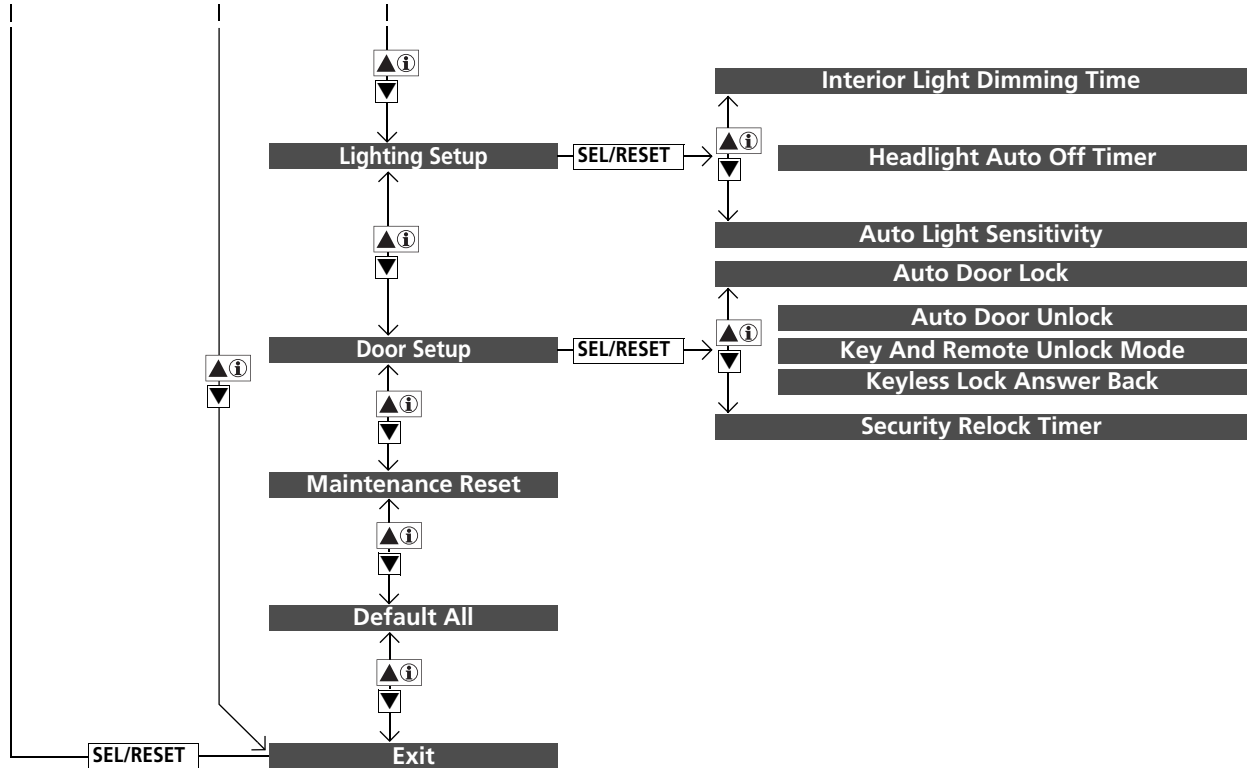 Interior Light Dimming Time
Lighting Setup
SEL/RESET
Headlight Auto Off Timer
Auto Light Sensitivity
Auto Door Lock
Auto Door Unlock
Door Setup
SEL/RESET
Key And Remote Unlock Mode
Keyless Lock Answer Back
Security Relock Timer
Maintenance Reset
Default All
SEL/RESET
Exit